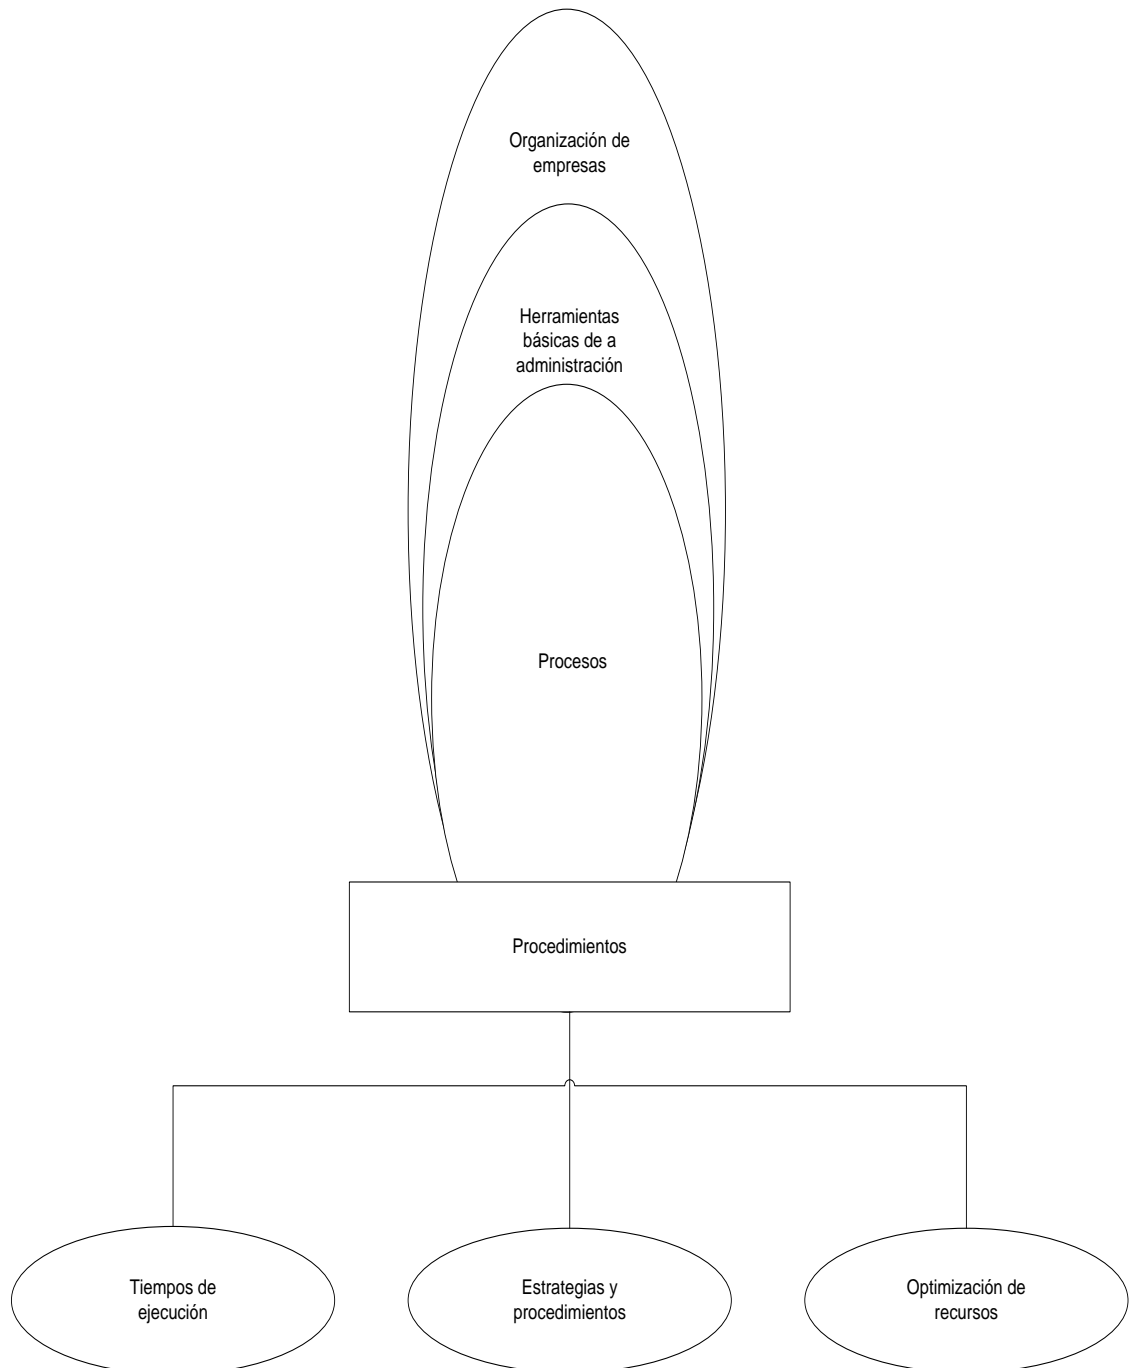 Organización de
empresas
Herramientas
básicas de a
administración
Procesos
Procedimientos
Tiempos de
ejecución
Estrategias y
procedimientos
Optimización de
recursos